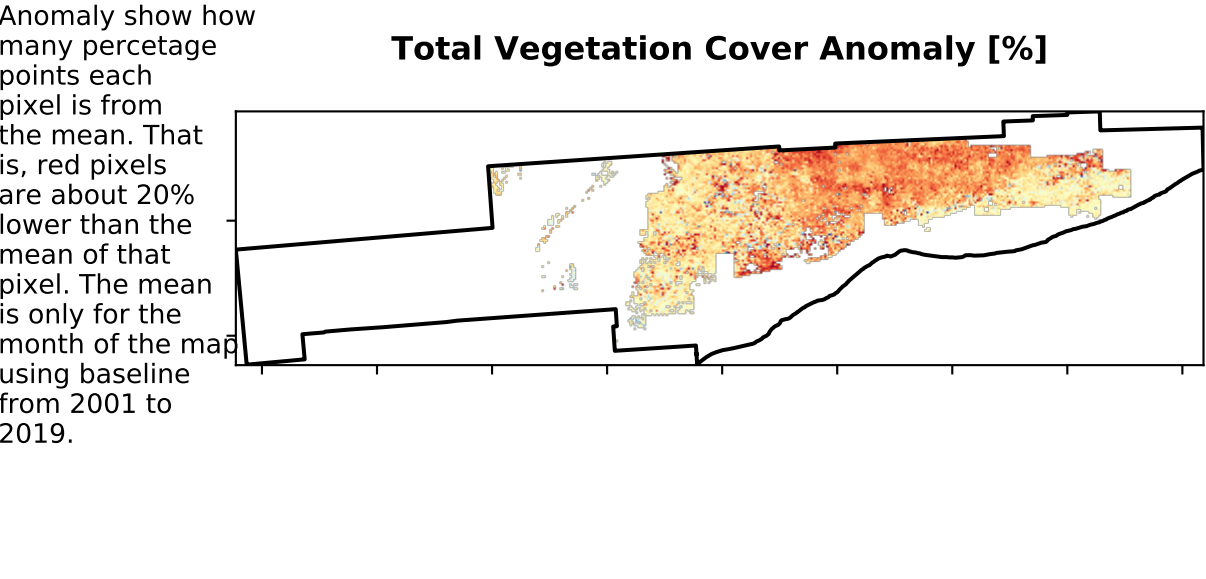 Anomaly show how
many percetage
points each
pixel is from
the mean. That
is, red pixels
are about 20%
lower than the
mean of that
pixel. The mean
is only for the
month of the map
using baseline
from 2001 to
2019.
Total Vegetation Cover Anomaly [%]